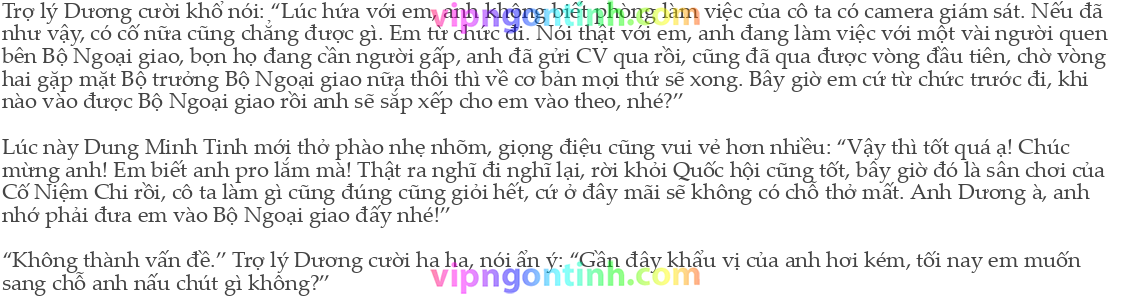 Trợ lý Dương cười khổ nói: “Lúc hứa với em, anh không biết phòng làm việc của cô ta có camera giám sát. Nếu đã
vipngontinh.com
như vậy, có cố nữa cũng chẳng được gì. Em từ chức đi. Nói thật với em, anh đang làm việc với một vài người quen
bên Bộ Ngoại giao, bọn họ đang cần người gấp, anh đã gửi CV qua rồi, cũng đã qua được vòng đầu tiên, chờ vòng
hai gặp mặt Bộ trưởng Bộ Ngoại giao nữa thôi thì về cơ bản mọi thứ sẽ xong. Bây giờ em cứ từ chức trước đi, khi
nào vào được Bộ Ngoại giao rồi anh sẽ sắp xếp cho em vào theo, nhé?”
Lúc này Dung Minh Tinh mới thở phào nhẹ nhõm, giọng điệu cũng vui vẻ hơn nhiều: “Vậy thì tốt quá ạ! Chúc
mừng anh! Em biết anh pro lắm mà! Thật ra nghĩ đi nghĩ lại, rời khỏi Quốc hội cũng tốt, bây giờ đó là sân chơi của
Cố Niệm Chi rồi, cô ta làm gì cũng đúng cũng giỏi hết, cứ ở đây mãi sẽ không có chỗ thở mất. Anh Dương à, anh
nhớ phải đưa em vào Bộ Ngoại giao đấy nhé!”
“Không thành vấn đề.” Trợ lý Dương cười ha ha, nói ẩn ý: “Gần đây khẩu vị của anh hơi kém, tối nay em muốn
vipngontinh.com
sang chỗ anh nấu chút gì không?”